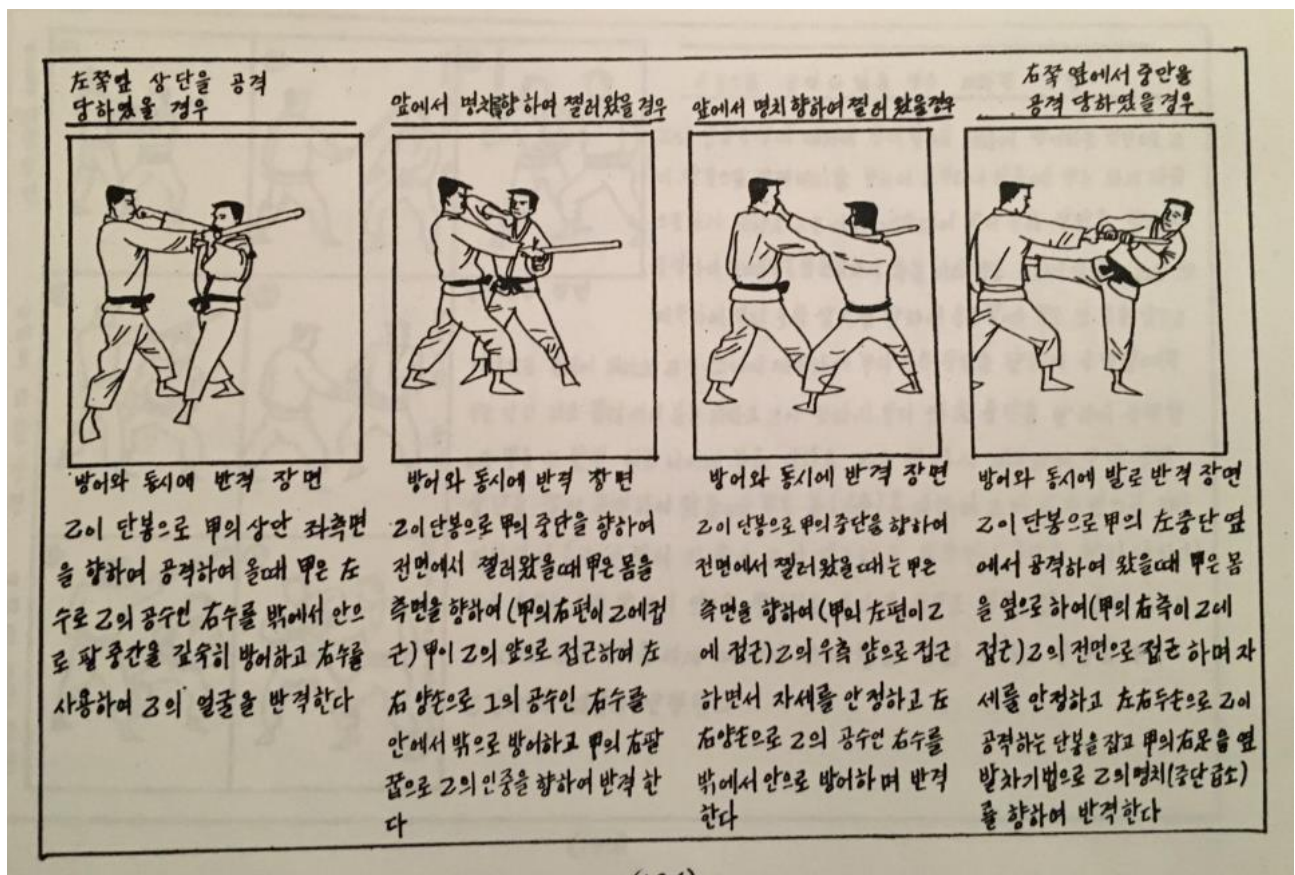 左쪽옆 상단을 공격
당하였을 경우
방어와 동시에 반격 장면
乙이 단봉으로 甲의 상안 좌측면
을 향하여 공격하여 올때 甲은 左
수로 乙의 공수인 右수를 밖에서 안으
로 팔 중간을 깊숙히 방어하고 右수를
사용하여 乙의 얼굴을 반격한다
앞에서 명치향하여 찔러왔을경우
방어와 동시에 반격 장면
乙이단봉으로 甲의 중단을 향하여
전면에서 찔러왔을때 甲은 몸을
측면을 향하여(甲의右편이 乙에접
근) 甲이 乙의 앞으로 접근하여 左
右 양손으로 그의 공수인 右수를
안에서 밖으로 방어하고 甲의 右팔
꿉으로 乙의 인중을 향하여 반격 한
다
앞에서 명치향하여 찔러 왔을경우
방어와 동시에 반격 장면
乙이 단봉으로 甲의 중단을 향하여
전면에서 찔러왔을 때는 甲은
측면을 향하여(甲의 左편이 乙
에 접근)乙의 우측 앞으로 접근
하면서 자세를 안정하고 左
右양손으로 乙의 공수인 右수를
밖에서 안으로 방어하며 반격
한다
右쪽 옆에서 중단을
공격 당하였을 경우
방어와 동시에 발로 반격 장면
乙이 단봉으로 甲의 左중단 옆
에서 공격하여 왔을때 甲은 몸
을 옆으로 하여(甲의 右측이 乙에
접근)乙의 전면으로 접근 하며 자
세를 안정하고 左右두손으로 乙이
공격하는 단봉을 잡고 甲의右足을 옆
발차기법으로 乙의명치(중단급소)
를 향하여 반격한다